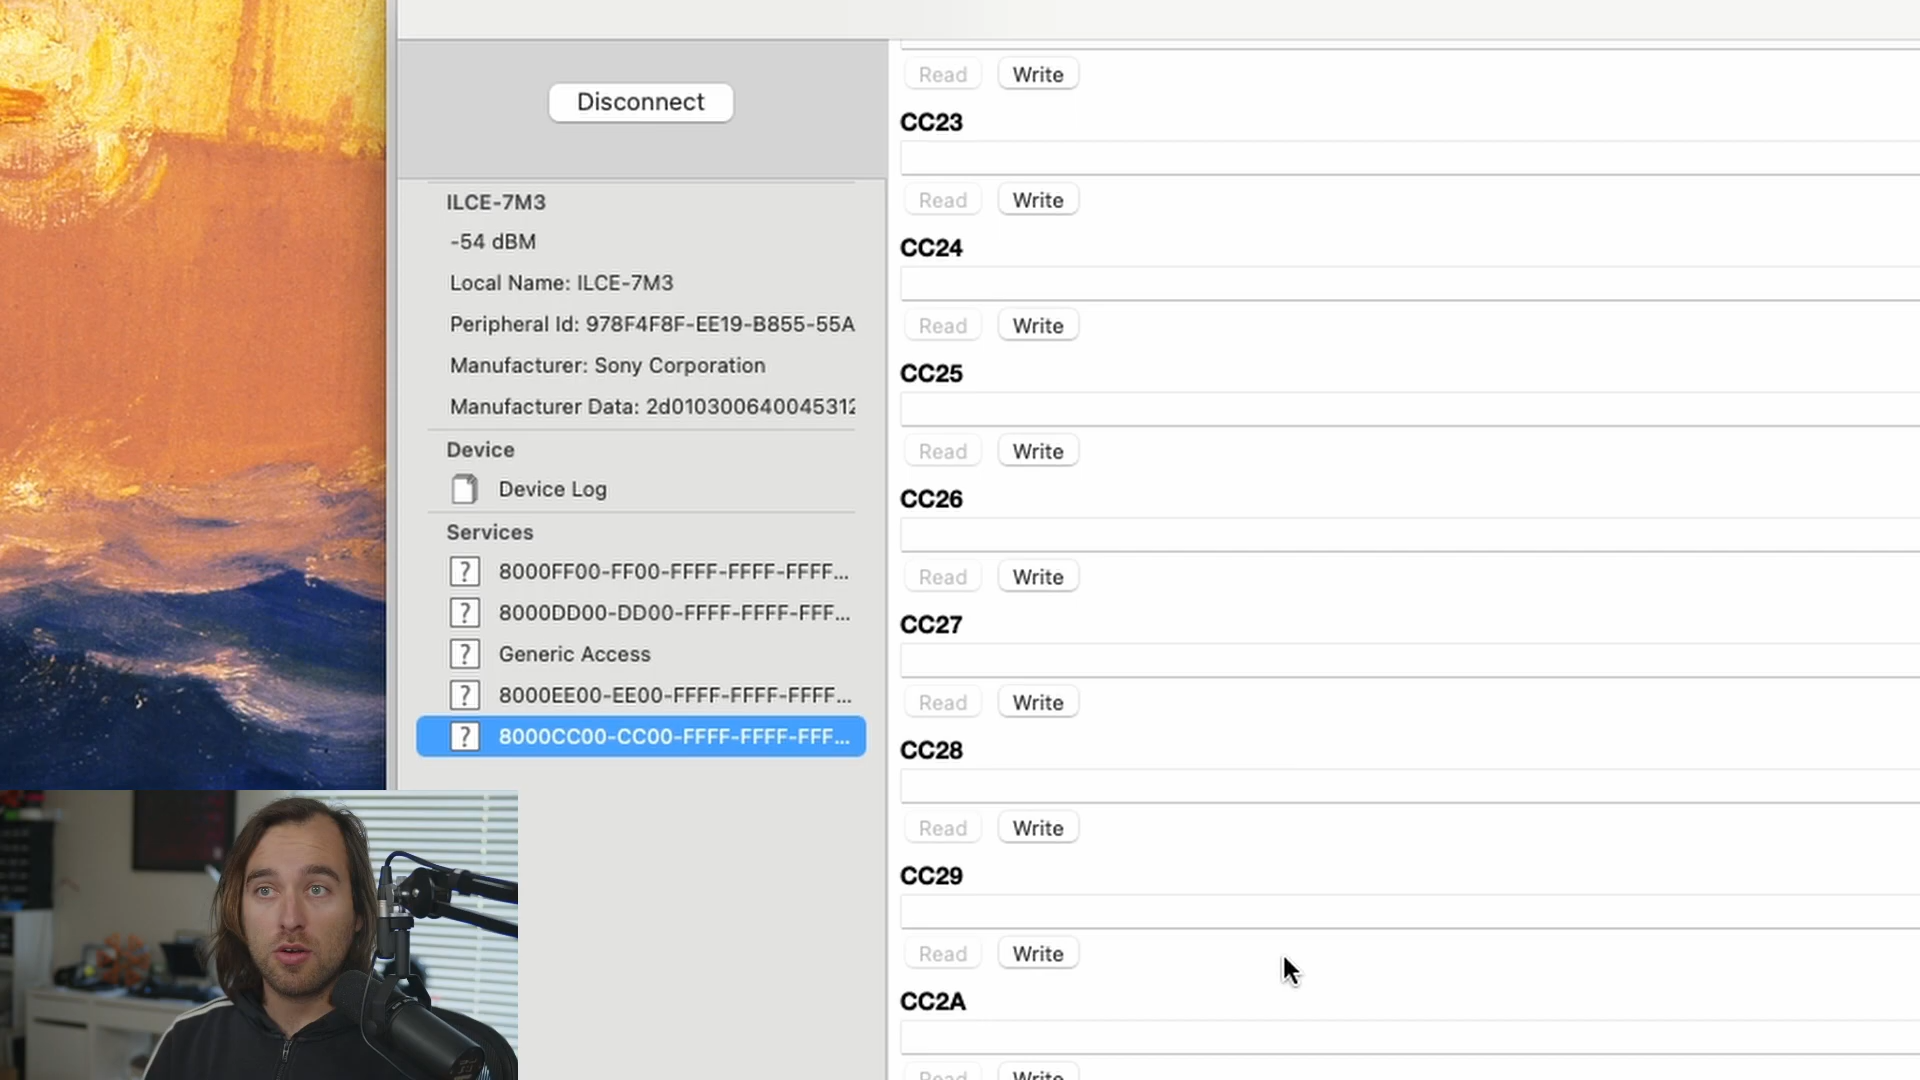 Disconnect
ILCE-7M3
-54 dBM
Local Name: ILCE-7M3
Peripheral Id: 978F4F8F-EE19-B855-55A
Manufacturer: Sony Corporation
Manufacturer Data: 2d010300640045312
Device
Device Log
Services
? 8000FF00-FF00-FFFF-FFFF-FFFF...
? 8000DD00-DD00-FFFF-FFFF-FFF...
? Generic Access
? 8000EE00-EE00-FFFF-FFFF-FFFF...
? 8000CC00-CC00-FFFF-FFFF-FFF...
Read Write
CC23
Read Write
CC24
Read Write
CC25
Read Write
CC26
Read Write
CC27
Read Write
CC28
Read Write
CC29
Read Write
CC2A
Read Write